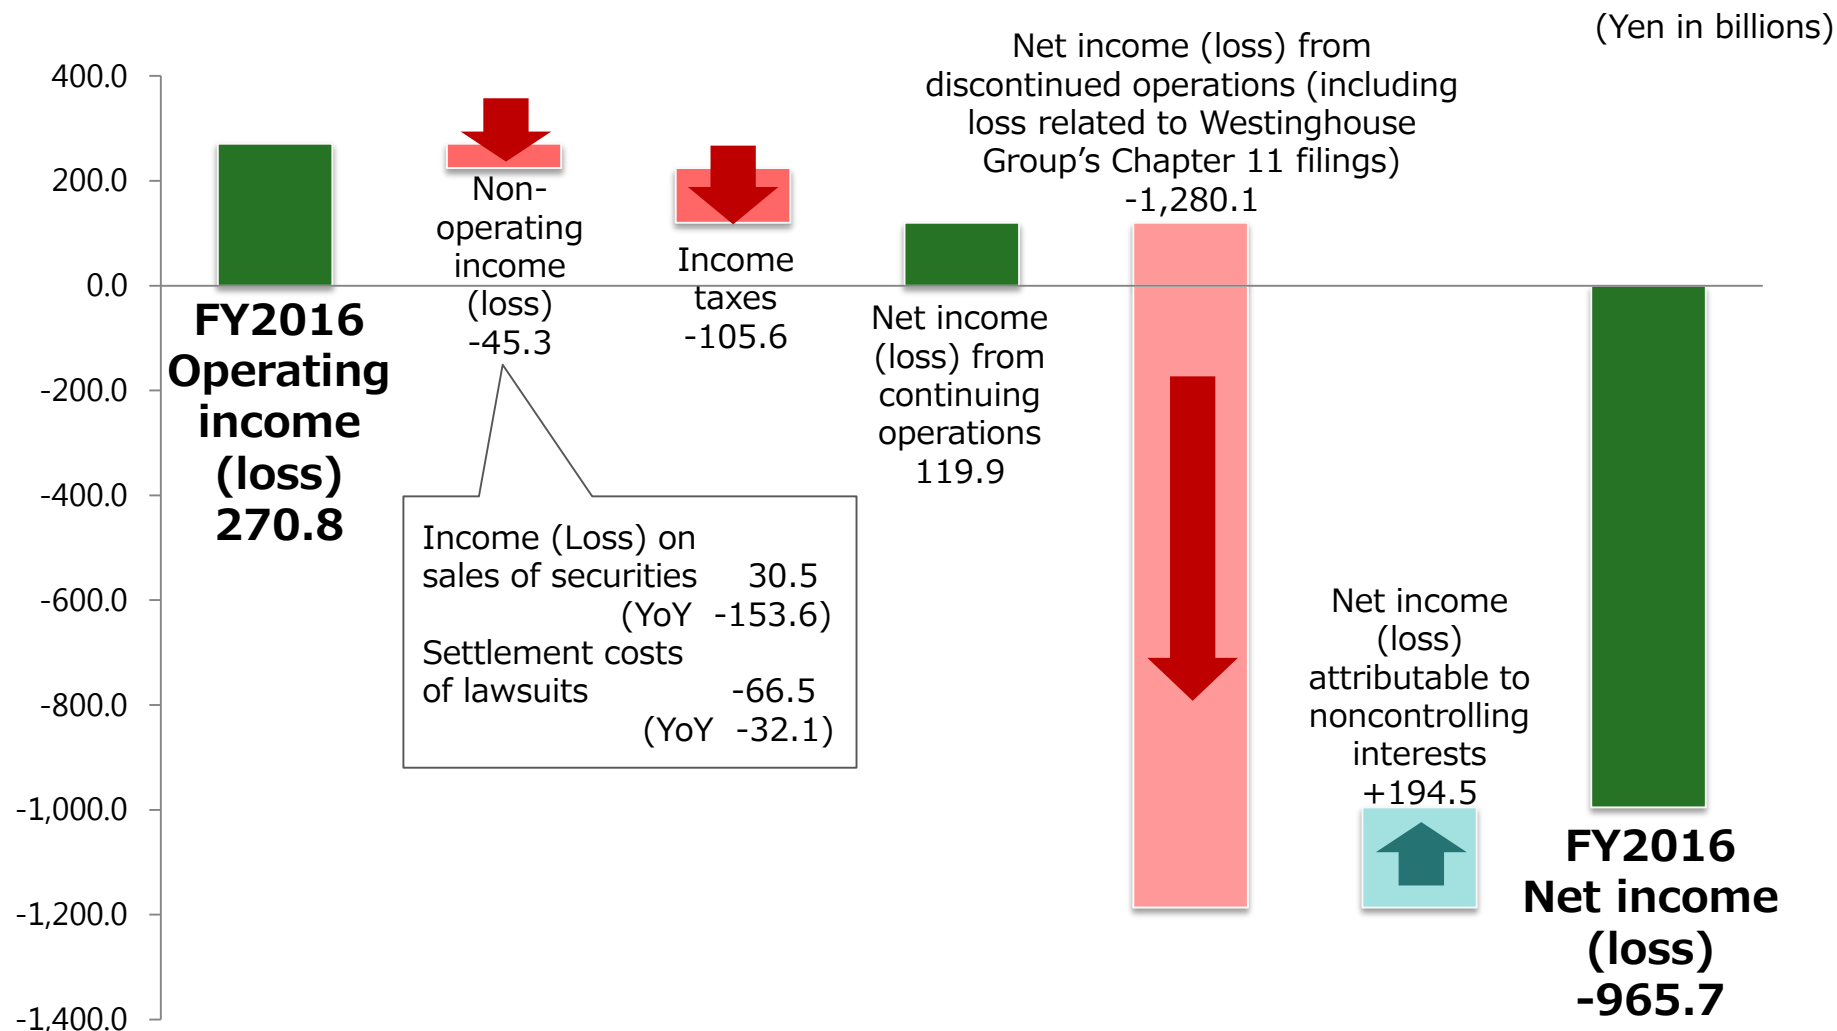 (Yen in billions)
400.0
200.0
0.0
-200.0
-400.0
-600.0
-800.0
-1,000.0
-1,200.0
-1,400.0
FY2016
Operating
income
(loss)
270.8
Non-
operating
income
(loss)
-45.3
Income (Loss) on
sales of securities 30.5
(YoY -153.6)
Settlement costs
of lawsuits -66.5
(YoY -32.1)
Income
taxes
-105.6
Net income
(loss) from
continuing
operations
119.9
Net income (loss) from
discontinued operations (including
loss related to Westinghouse
Group’s Chapter 11 filings)
-1,280.1
Net income
(loss)
attributable to
noncontrolling
interests
+194.5
FY2016
Net income
(loss)
-965.7